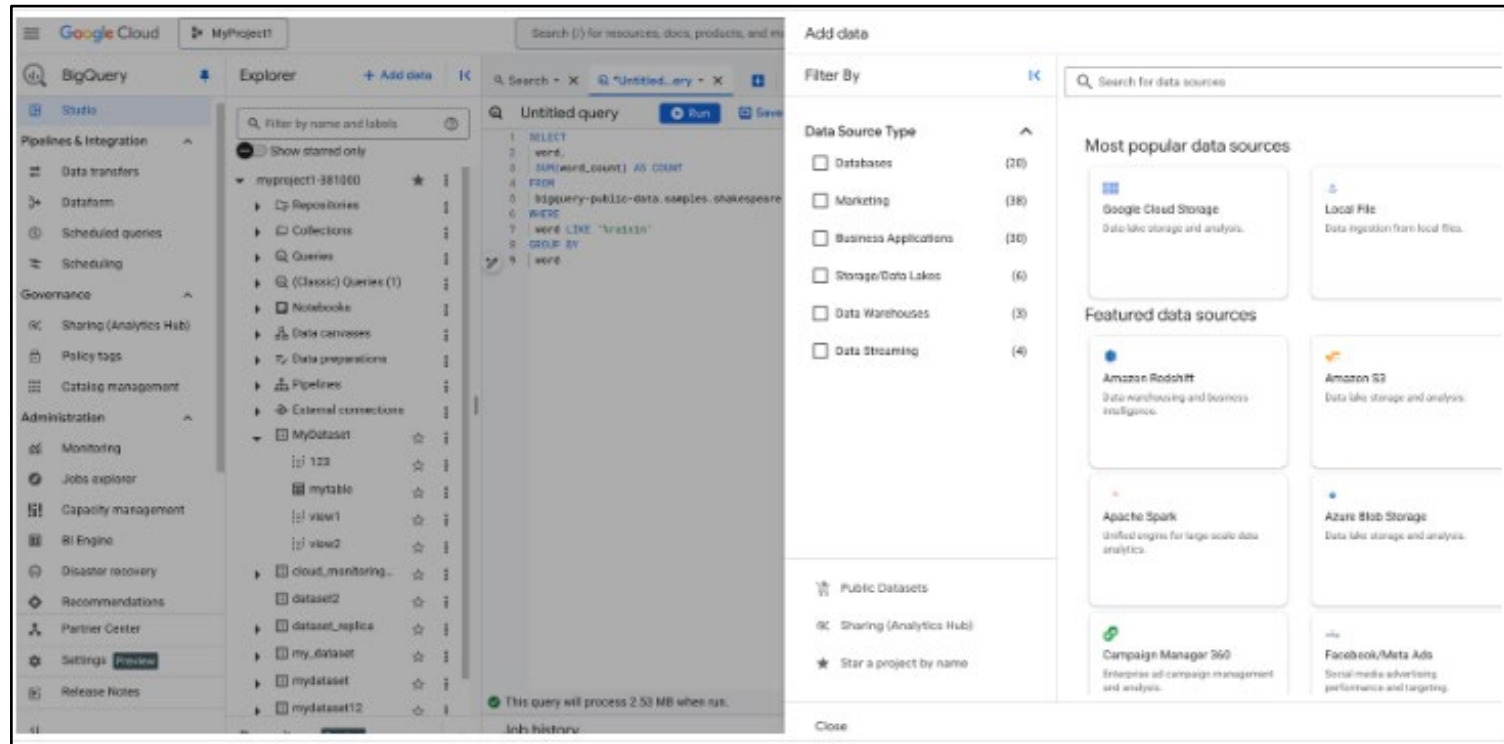 Google Cloud
MyProject1
Search (/) for resources, docs, products, and
BigQuery
Studio
Pipelines & Integration
Data transfers
Dataform
Scheduled queries
Scheduling
Governance
Sharing (Analytics Hub)
Policy tags
Catalog management
Administration
Monitoring
Jobs explorer
Capacity management
BI Engine
Disaster recovery
Recommendations
Partner Center
Settings Preview
Release Notes
Explorer
+ Add data
Filter by name and labels
Show starred only
myproject1-381000
Repositories
Collections
Queries
(Classic) Queries (1)
Notebooks
Data canvases
Data preparations
Pipelines
External connections
MyDataset
123
mytable
view1
view2
cloud_monitoring...
dataset2
dataset_replica
my_dataset
mydataset
mydataset12
Search
*Untitled...ery
Untitled query
Run
Save
1 SELECT
2 word,
3 SUM(word_count) AS COUNT
4 FROM
5 bigquery-public-data.samples.shakespeare
6 WHERE
7 word LIKE '%raisin'
8 GROUP BY
9 word
This query will process 2.53 MB when run.
Job history
Add data
Filter By
Data Source Type
Databases (20)
Marketing (38)
Business Applications (30)
Storage/Data Lakes (6)
Data Warehouses (3)
Data Streaming (4)
Public Datasets
Sharing (Analytics Hub)
Star a project by name
Close
Search for data sources
Most popular data sources
Google Cloud Storage
Data lake storage and analysis.
Local File
Data ingestion from local files.
Featured data sources
Amazon Redshift
Data warehousing and business
intelligence.
Amazon S3
Data lake storage and analysis.
Apache Spark
Unified engine for large-scale data
analytics.
Azure Blob Storage
Data lake storage and analysis.
Campaign Manager 360
Enterprise ad campaign management
and analysis.
Facebook/Meta Ads
Social media advertising
performance and targeting.